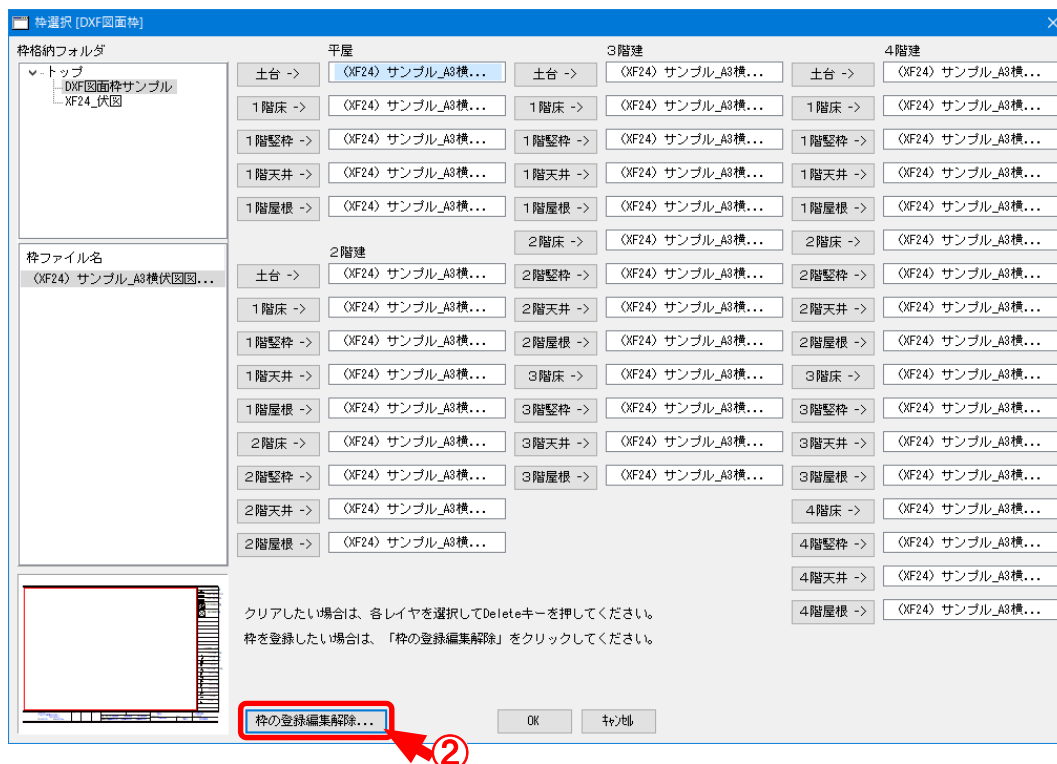 枠選択 [DXF図面枠]
枠格納フォルダ
トップ
DXF図面枠サンプル
XF24_伏図
枠ファイル名
(XF24) サンプル_A3横伏図図...
平屋
土台 -> (XF24) サンプル_A3横...
1階床 -> (XF24) サンプル_A3横...
1階竪枠 -> (XF24) サンプル_A3横...
1階天井 -> (XF24) サンプル_A3横...
1階屋根 -> (XF24) サンプル_A3横...
2階建
土台 -> (XF24) サンプル_A3横...
1階床 -> (XF24) サンプル_A3横...
1階竪枠 -> (XF24) サンプル_A3横...
1階天井 -> (XF24) サンプル_A3横...
1階屋根 -> (XF24) サンプル_A3横...
2階床 -> (XF24) サンプル_A3横...
2階竪枠 -> (XF24) サンプル_A3横...
2階天井 -> (XF24) サンプル_A3横...
2階屋根 -> (XF24) サンプル_A3横...
3階建
土台 -> (XF24) サンプル_A3横...
1階床 -> (XF24) サンプル_A3横...
1階竪枠 -> (XF24) サンプル_A3横...
1階天井 -> (XF24) サンプル_A3横...
1階屋根 -> (XF24) サンプル_A3横...
2階床 -> (XF24) サンプル_A3横...
2階竪枠 -> (XF24) サンプル_A3横...
2階天井 -> (XF24) サンプル_A3横...
2階屋根 -> (XF24) サンプル_A3横...
3階床 -> (XF24) サンプル_A3横...
3階竪枠 -> (XF24) サンプル_A3横...
3階天井 -> (XF24) サンプル_A3横...
3階屋根 -> (XF24) サンプル_A3横...
4階建
土台 -> (XF24) サンプル_A3横...
1階床 -> (XF24) サンプル_A3横...
1階竪枠 -> (XF24) サンプル_A3横...
1階天井 -> (XF24) サンプル_A3横...
1階屋根 -> (XF24) サンプル_A3横...
2階床 -> (XF24) サンプル_A3横...
2階竪枠 -> (XF24) サンプル_A3横...
2階天井 -> (XF24) サンプル_A3横...
2階屋根 -> (XF24) サンプル_A3横...
3階床 -> (XF24) サンプル_A3横...
3階竪枠 -> (XF24) サンプル_A3横...
3階天井 -> (XF24) サンプル_A3横...
3階屋根 -> (XF24) サンプル_A3横...
4階床 -> (XF24) サンプル_A3横...
4階竪枠 -> (XF24) サンプル_A3横...
4階天井 -> (XF24) サンプル_A3横...
4階屋根 -> (XF24) サンプル_A3横...
クリアしたい場合は、各レイヤを選択してDeleteキーを押してください。
枠を登録したい場合は、「枠の登録編集解除」をクリックしてください。
枠の登録編集解除...
OK
キャンセル
②